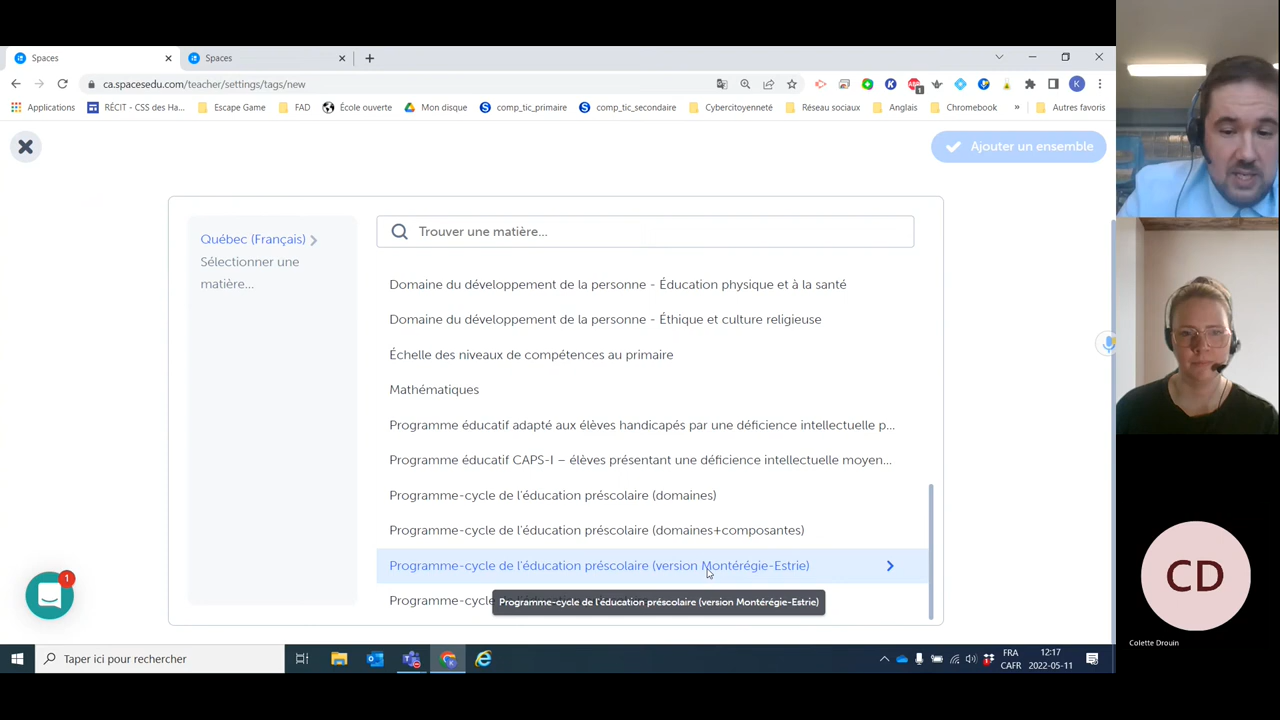 Spaces
Spaces
ca.spacesedu.com/teacher/settings/tags/new
Applications
RÉCIT - CSS des Ha...
Escape Game
FAD
École ouverte
Mon disque
comp_tic_primaire
comp_tic_secondaire
Cybercitoyenneté
Réseau sociaux
Anglais
Chromebook
»
Autres favoris
Ajouter un ensemble
Québec (Français)
Sélectionner une
matière...
Trouver une matière...
Domaine du développement de la personne - Éducation physique et à la santé
Domaine du développement de la personne - Éthique et culture religieuse
Échelle des niveaux de compétences au primaire
Mathématiques
Programme éducatif adapté aux élèves handicapés par une déficience intellectuelle p...
Programme éducatif CAPS-I – élèves présentant une déficience intellectuelle moyen...
Programme-cycle de l'éducation préscolaire (domaines)
Programme-cycle de l'éducation préscolaire (domaines+composantes)
Programme-cycle de l'éducation préscolaire (version Montérégie-Estrie)
Programme-cyc
Programme-cycle de l'éducation préscolaire (version Montérégie-Estrie)
1
CD
Colette Drouin
Taper ici pour rechercher
FRA
CAFR
12:17
2022-05-11